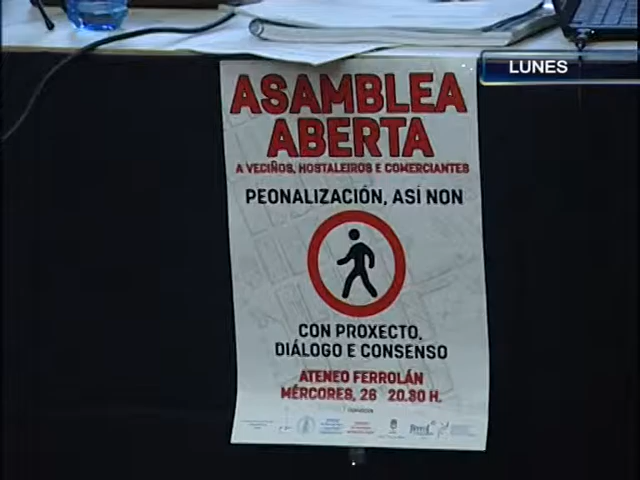 LUNES
ASAMBLEA
ABERTA
A VECIÑOS, HOSTALEIROS E COMERCIANTES
PEONALIZACIÓN, ASÍ NON
CON PROXECTO,
DIÁLOGO E CONSENSO
ATENEO FERROLÁN
MÉRCORES, 26 20.30 H.